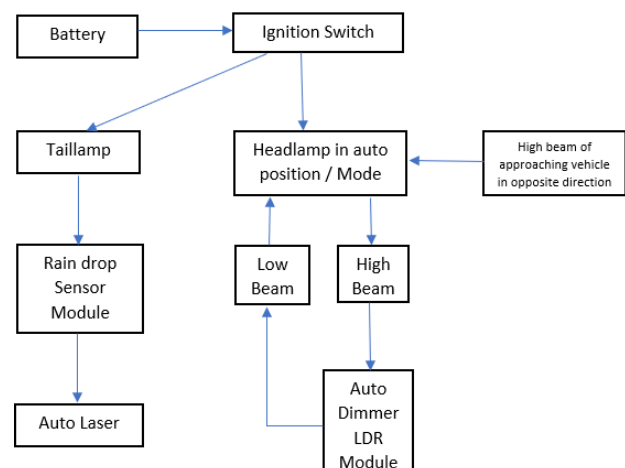 Battery
Ignition Switch
Taillamp
Headlamp in auto
position / Mode
High beam of
approaching vehicle
in opposite direction
Rain drop
Sensor
Module
Low
Beam
High
Beam
Auto Laser
Auto
Dimmer
LDR
Module